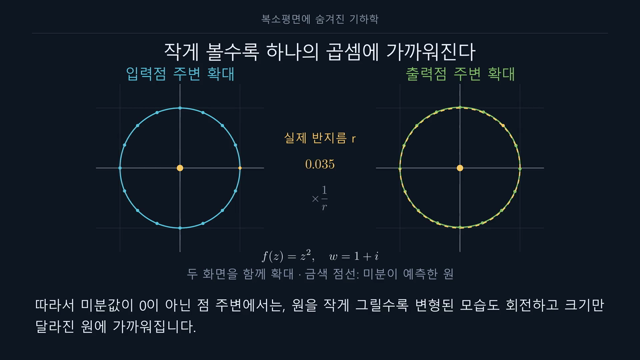 복소평면에 숨겨진 기하학
작게 볼수록 하나의 곱셈에 가까워진다
입력점 주변 확대
출력점 주변 확대
실제 반지름 r
0.035
×1/r
f(z) = z², w = 1 + i
두 화면을 함께 확대 · 금색 점선: 미분이 예측한 원
따라서 미분값이 0이 아닌 점 주변에서는, 원을 작게 그릴수록 변형된 모습도 회전하고 크기만
달라진 원에 가까워집니다.